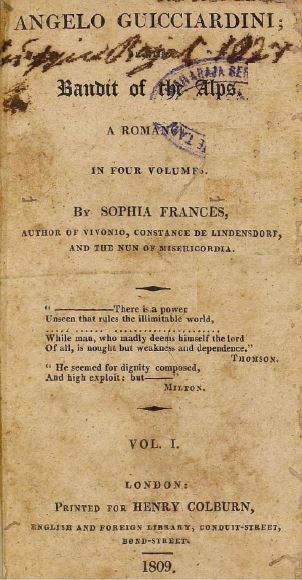 ANGELO GUICCIARDINI;
1827
Bandit of the Alps.
A ROMANCE
IN FOUR VOLUMES.
BY SOPHIA FRANCES,
AUTHOR OF VIVONIO, CONSTANCE DE LINDENSDORF,
AND THE NUN OF MISERICORDIA.
“ ————There is a power
Unseen that rules the illimitable world,
..... ..... .....................
While man, who madly deems himself the lord
Of all, is nought but weakness and dependence.”
THOMSON.
“ He seemed for dignity composed,
And high exploit: but———”
MILTON.
VOL. I.
LONDON:
PRINTED FOR HENRY COLBURN,
ENGLISH AND FOREIGN LIBRARY, CONDUIT-STREET,
BOND-STREET.
1809.